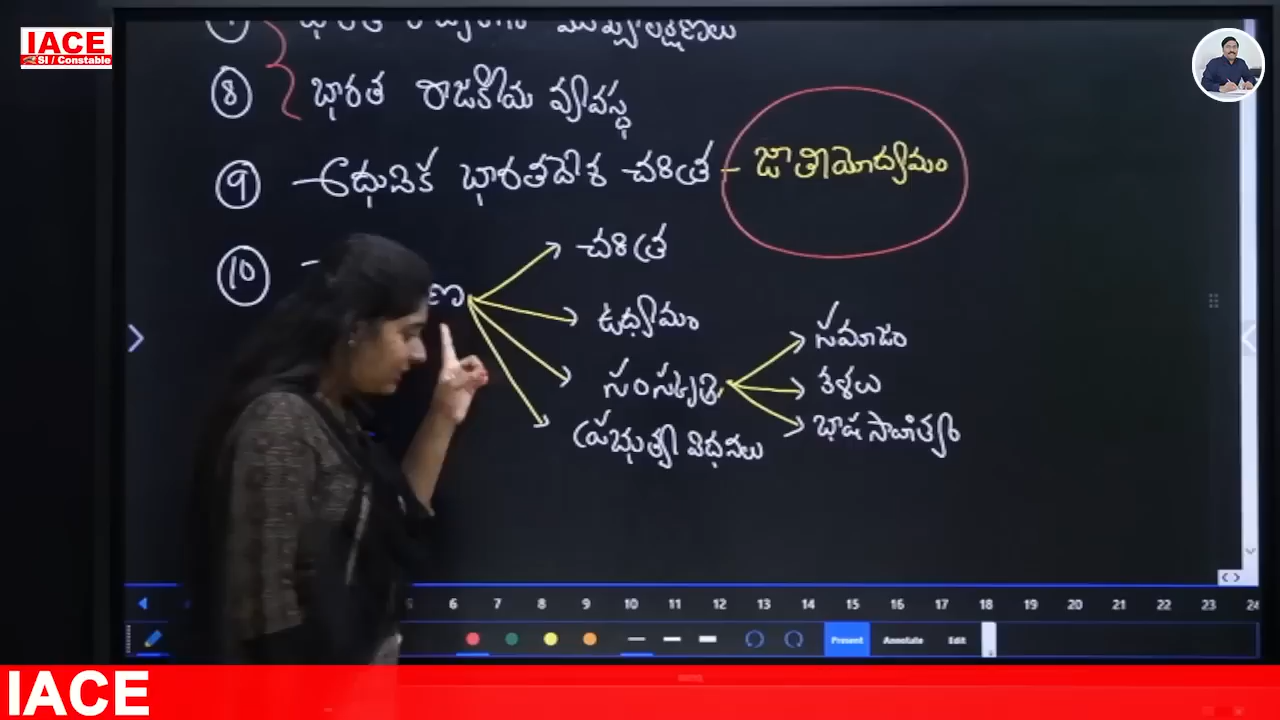 IACE
SI / Constable
8 భారత రాజకీయ వ్యవస్థ
9 ఆధునిక భారతదేశ చరిత్ర - జాతీయోద్యమం
10
చరిత్ర
ఉద్యమం
సంస్కృతి
సమాజం
కళలు
భాష సాహిత్యం
ప్రభుత్వ విధానలు
6 7 8 9 10 11 12 13 14 15 16 17 18 19 20 21 22 23 24
Present Annotate Edit
IACE